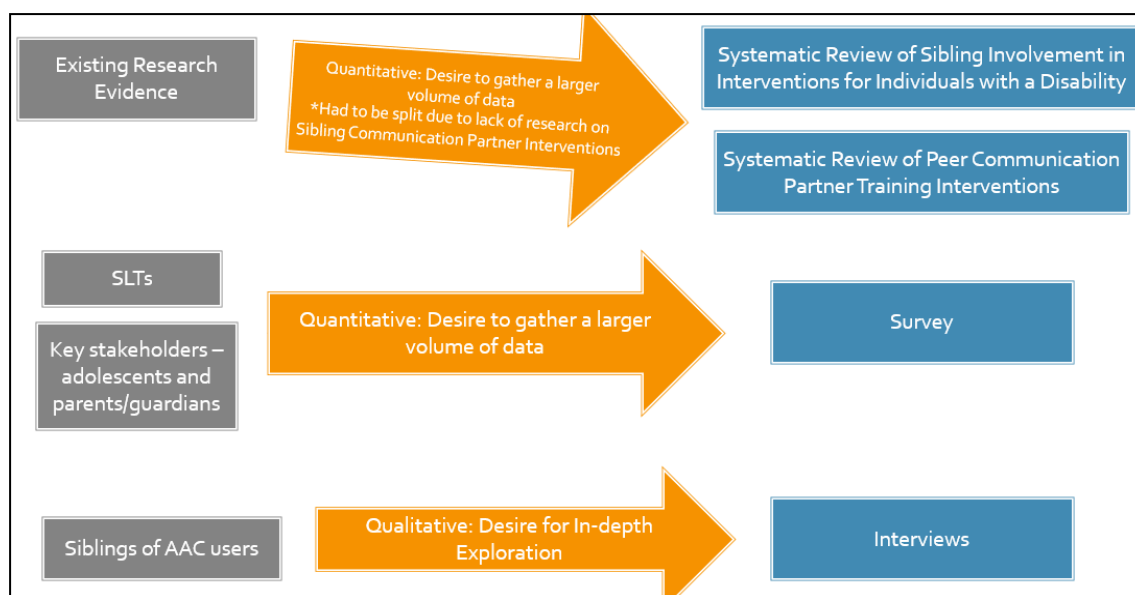 Existing Research
Evidence
Quantitative: Desire to gather a larger
volume of data
*Had to be split due to lack of research on
Sibling Communication Partner Interventions
Systematic Review of Sibling Involvement in
Interventions for Individuals with a Disability
Systematic Review of Peer Communication
Partner Training Interventions
SLTs
Key stakeholders –
adolescents and
parents/guardians
Quantitative: Desire to gather a larger
volume of data
Survey
Siblings of AAC users
Qualitative: Desire for In-depth
Exploration
Interviews